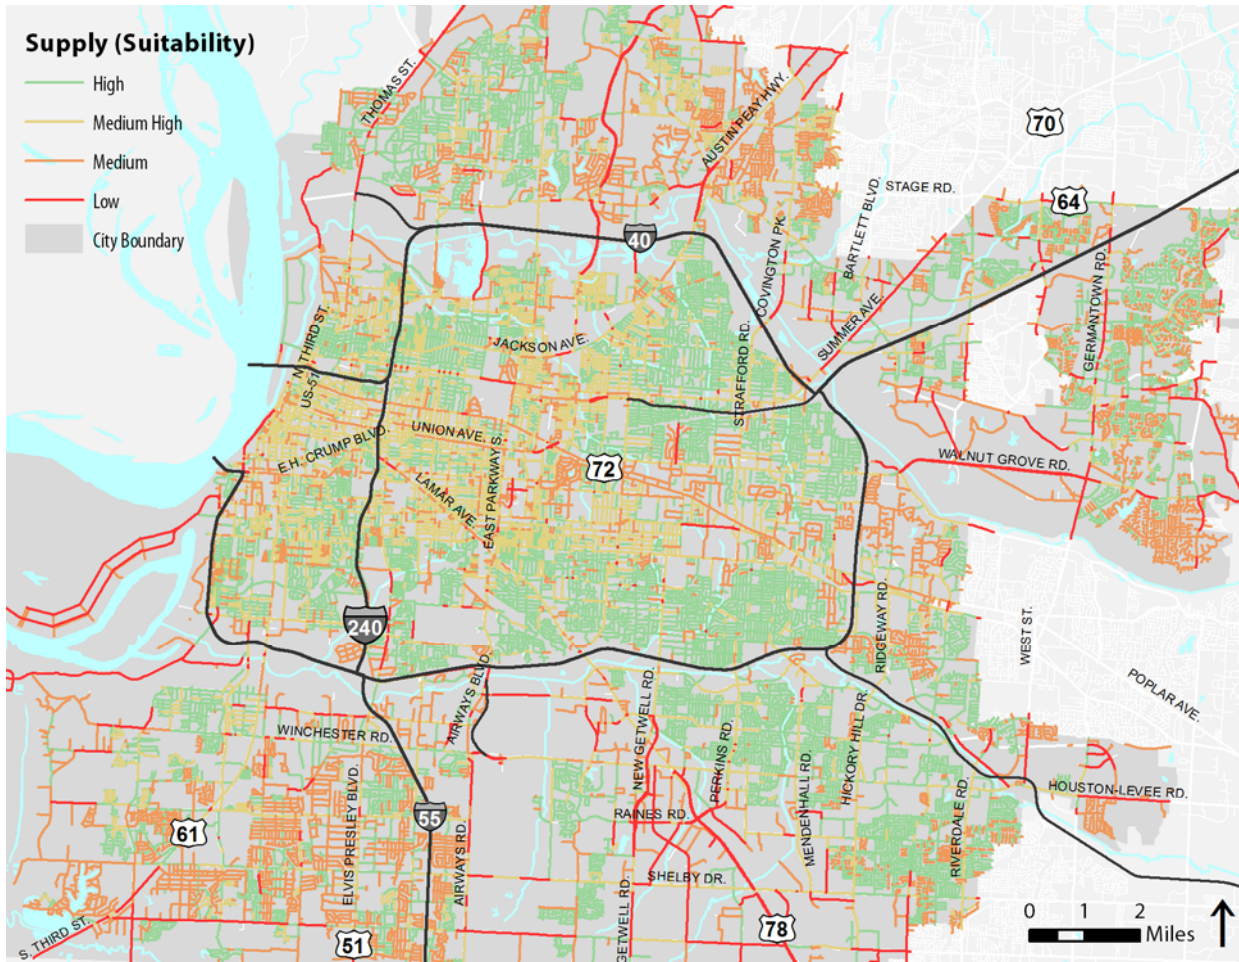 Supply (Suitability)
High
Medium High
Medium
Low
City Boundary
THOMAS ST.
AUSTIN PEAY HWY.
70
STAGE RD.
64
40
COVINGTON PK.
BARTLETT BLVD.
SUMMER AVE.
GERMANTOWN RD.
N. THIRD ST.
US-51
JACKSON AVE.
STRAFFORD RD.
E.H. CRUMP BLVD.
UNION AVE.
EAST PARKWAY S.
72
WALNUT GROVE RD.
LAMAR AVE.
240
RIDGEWAY RD.
WEST ST.
POPLAR AVE.
AIRWAYS BLVD.
WINCHESTER RD.
NEW GETWELL RD.
PERKINS RD.
HICKORY HILL DR.
MENDENHALL RD.
HOUSTON-LEVEE RD.
RIVERDALE RD.
ELVIS PRESLEY BLVD.
61
55
RAINES RD.
AIRWAYS RD.
SHELBY DR.
GETWELL RD.
S. THIRD ST.
51
78
0 1 2
Miles